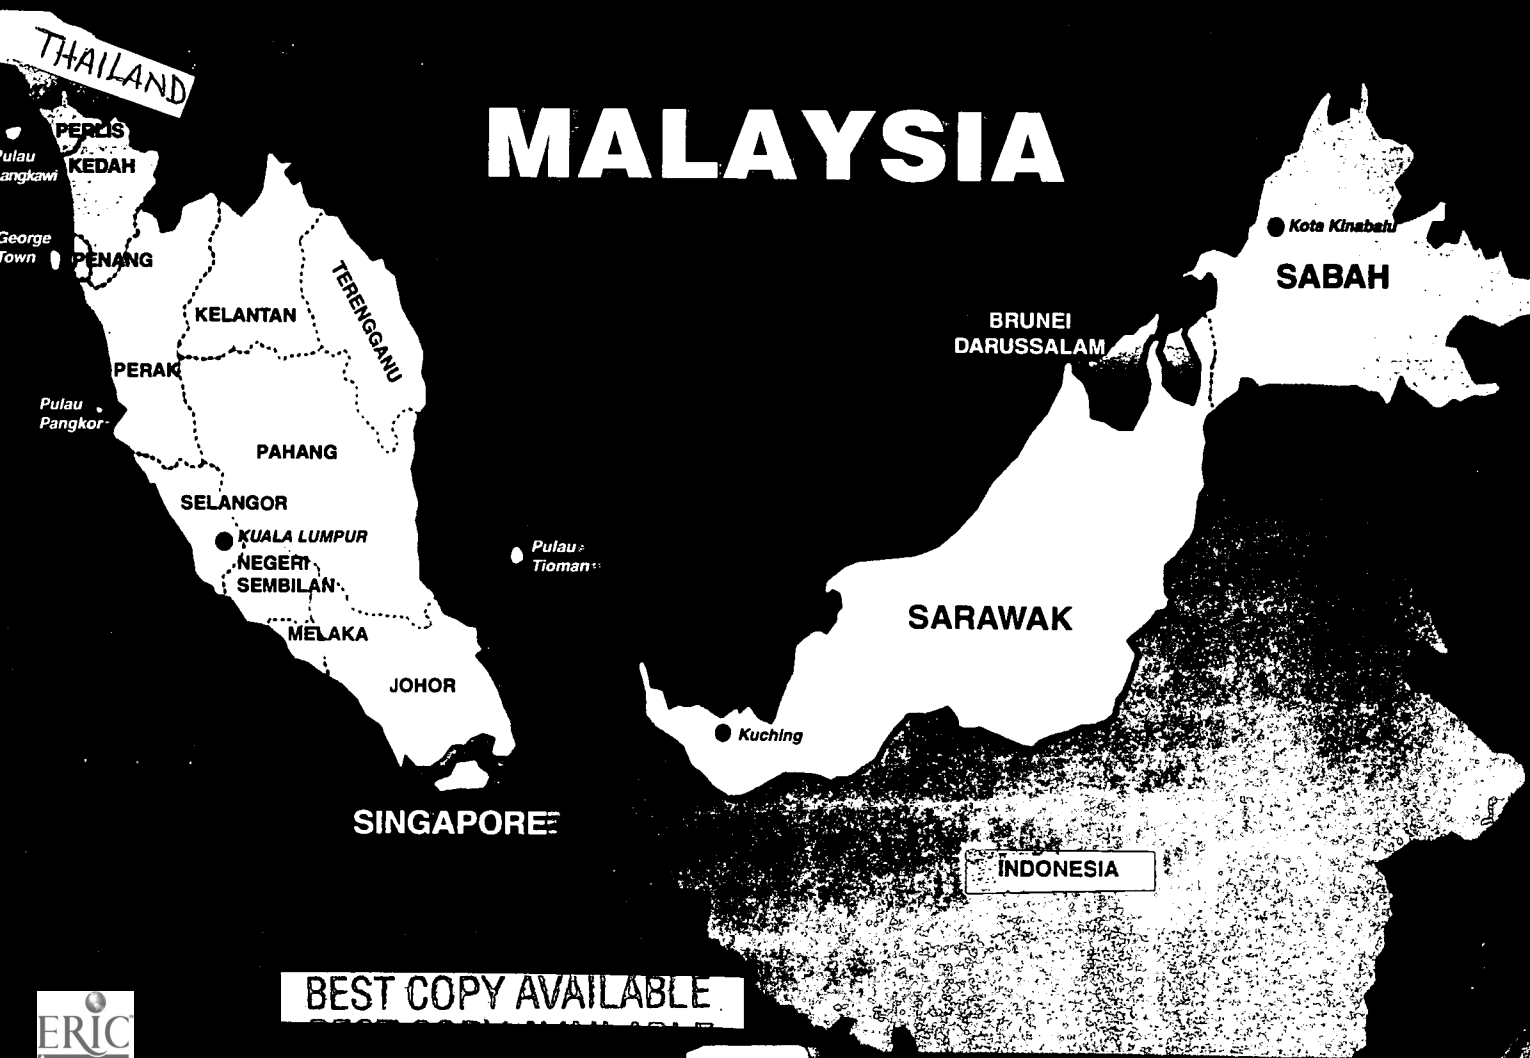 THAILAND
MALAYSIA
PERLIS
Pulau
angkawi
KEDAH
George
Town
PENANG
KELANTAN
TERENGGANU
PERAK
Pulau
Pangkor
PAHANG
SELANGOR
KUALA LUMPUR
NEGERI
SEMBILAN
MELAKA
JOHOR
SINGAPORE
Pulau
Tioman
Kota Kinabalu
SABAH
BRUNEI
DARUSSALAM
SARAWAK
Kuching
INDONESIA
BEST COPY AVAILABLE
ERIC